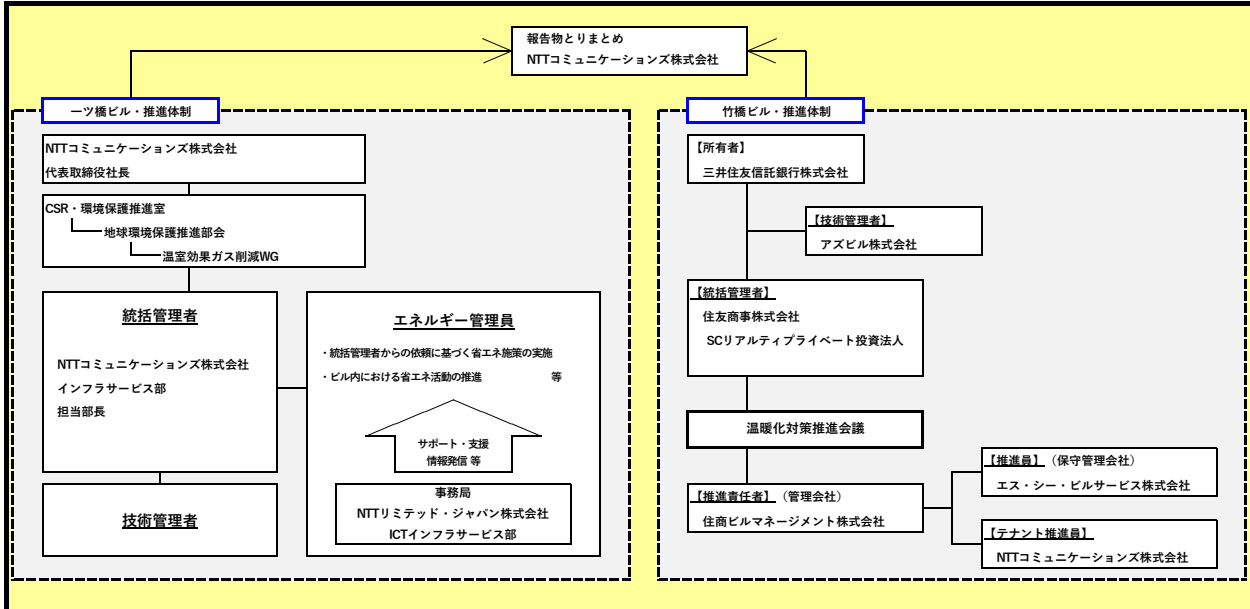 報告物とりまとめ
NTTコミュニケーションズ株式会社
一ツ橋ビル・推進体制
NTTコミュニケーションズ株式会社
代表取締役社長
CSR・環境保護推進室
地球環境保護推進部会
温室効果ガス削減WG
統括管理者
NTTコミュニケーションズ株式会社
インフラサービス部
担当部長
技術管理者
エネルギー管理員
・統括管理者からの依頼に基づく省エネ施策の実施
・ビル内における省エネ活動の推進 等
サポート・支援
情報発信 等
事務局
NTTリミテッド・ジャパン株式会社
ICTインフラサービス部
竹橋ビル・推進体制
【所有者】
三井住友信託銀行株式会社
【技術管理者】
アズビル株式会社
【統括管理者】
住友商事株式会社
SCリアルティプライベート投資法人
温暖化対策推進会議
【推進責任者】（管理会社）
住商ビルマネージメント株式会社
【推進員】（保守管理会社）
エス・シー・ビルサービス株式会社
【テナント推進員】
NTTコミュニケーションズ株式会社